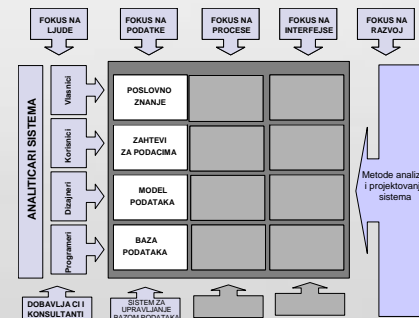 FOKUS NA
LJUDE
FOKUS NA
PODATKE
FOKUS NA
PROCESE
FOKUS NA
INTERFEJSE
FOKUS NA
RAZVOJ
ANALITICARI SISTEMA
Vlasnici
Korisnici
Dizajneri
Programeri
POSLOVNO
ZNANJE
ZAHTEVI
ZA PODACIMA
MODEL
PODATAKA
BAZA
PODATAKA
Metode analiz
i projektovanj
sistema
DOBAVLJACI I
KONSULTANTI
SISTEM ZA
UPRAVLJANJE
BAZOM PODATAKA